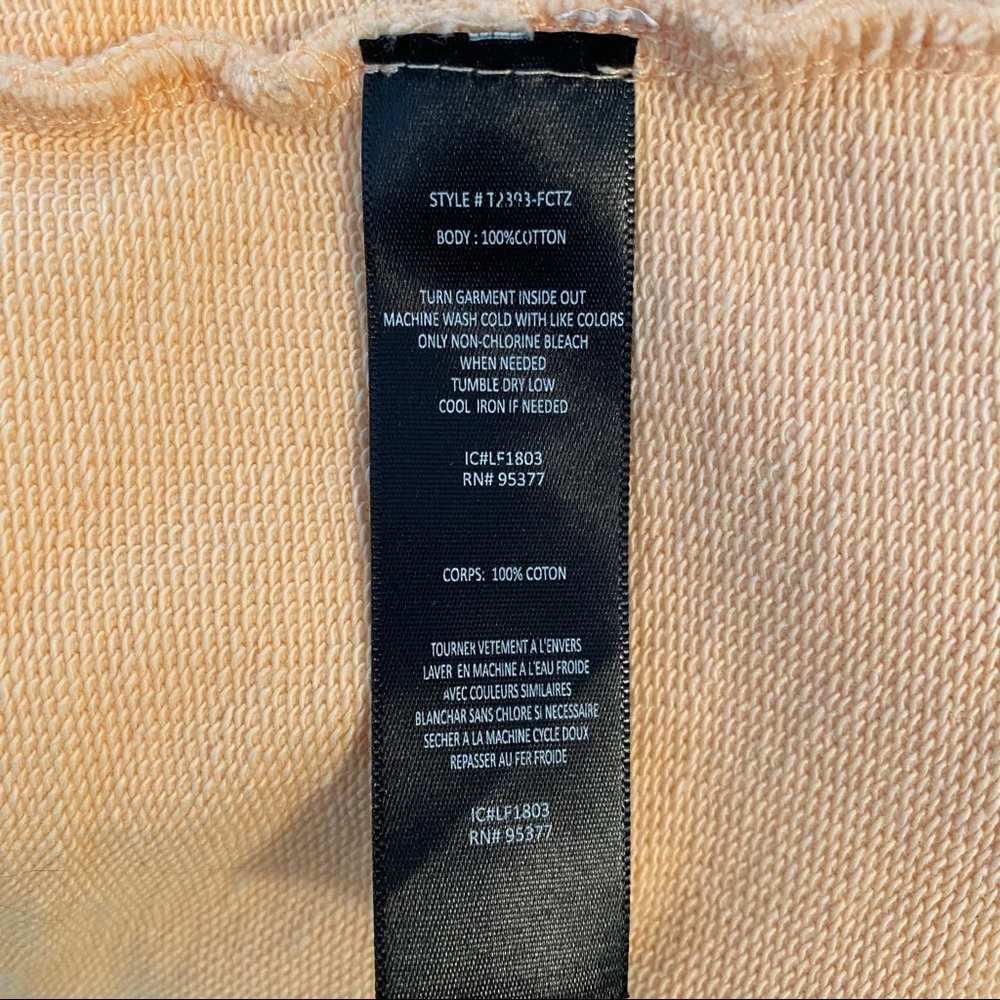 STYLE # T2393-FCTZ
BODY : 100%COTTON
TURN GARMENT INSIDE OUT
MACHINE WASH COLD WITH LIKE COLORS
ONLY NON-CHLORINE BLEACH
WHEN NEEDED
TUMBLE DRY LOW
COOL IRON IF NEEDED
IC#LF1803
RN# 95377
CORPS: 100% COTON
TOURNER VETEMENT A L'ENVERS
LAVER EN MACHINE A L'EAU FROIDE
AVEC COULEURS SIMILAIRES
BLANCHAR SANS CHLORE SI NECESSAIRE
SECHER A LA MACHINE CYCLE DOUX
REPASSER AU FER FROIDE
IC#LF1803
RN# 95377